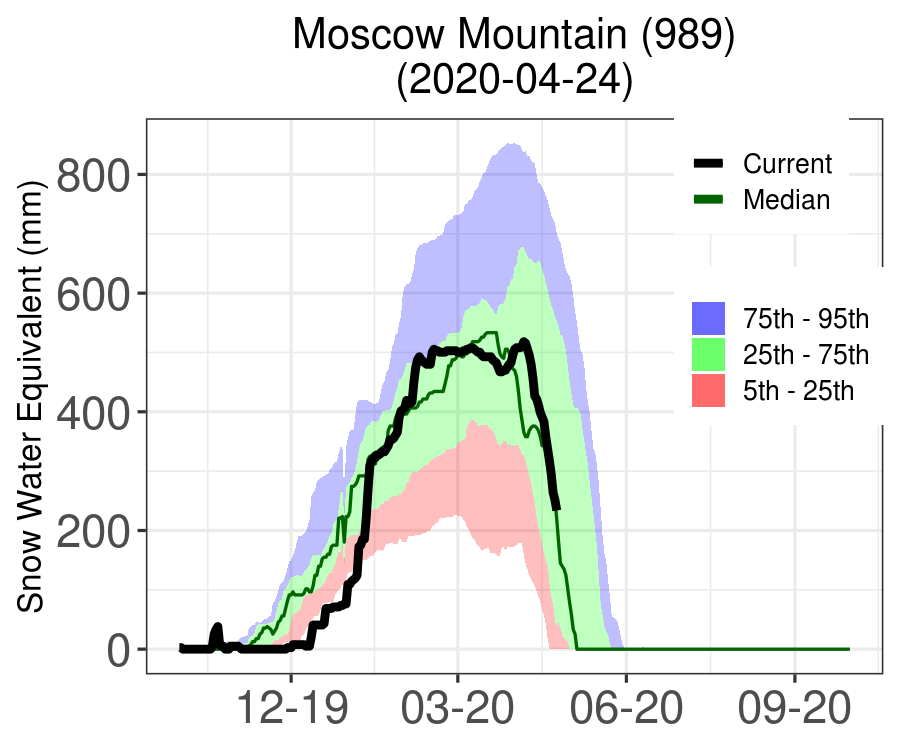 Moscow Mountain (989)
(2020-04-24)
Snow Water Equivalent (mm)
800
600
400
200
0
Current
Median
75th - 95th
25th - 75th
5th - 25th
12-19 03-20 06-20 09-20